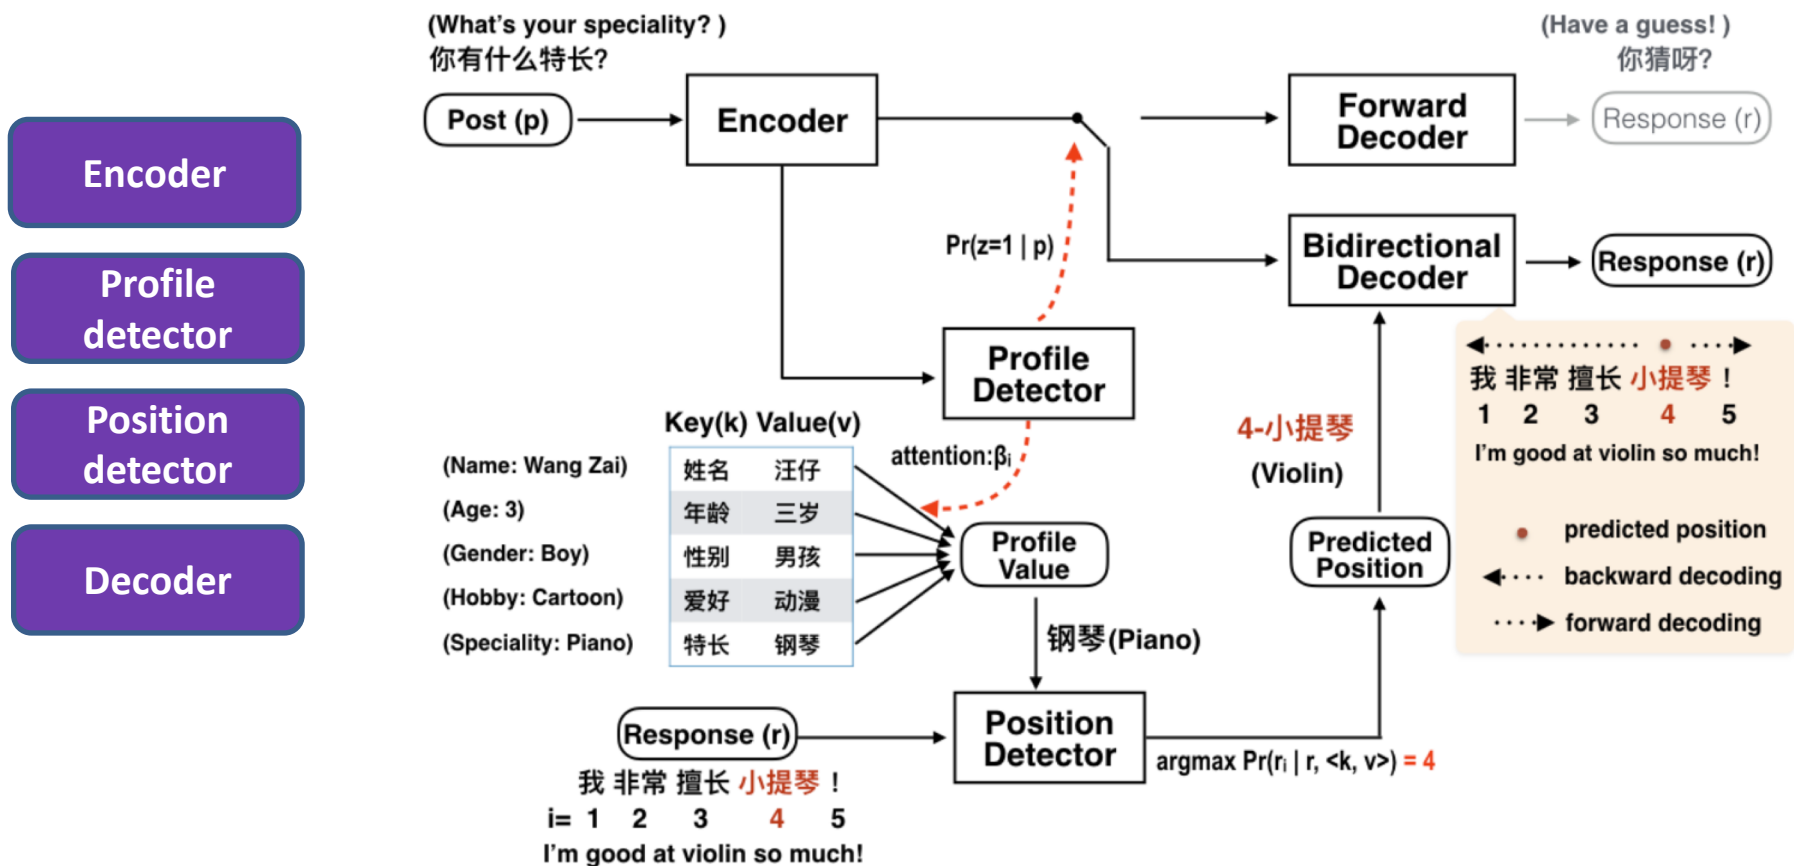 Encoder
Profile
detector
Position
detector
Decoder
(What's your speciality? )
你有什么特长?
Post (p)
Encoder
Forward
Decoder
(Have a guess! )
你猜呀?
Response (r)
Pr(z=1 | p)
Bidirectional
Decoder
Response (r)
Profile
Detector
Key(k) Value(v)
attention:βi
(Name: Wang Zai) 姓名 汪仔
(Age: 3) 年龄 三岁
(Gender: Boy) 性别 男孩
(Hobby: Cartoon) 爱好 动漫
(Speciality: Piano) 特长 钢琴
Profile
Value
钢琴(Piano)
Response (r)
我 非常 擅长 小提琴 !
i= 1 2 3 4 5
I'm good at violin so much!
Position
Detector
argmax Pr(ri | r, <k, v>) = 4
Predicted
Position
4-小提琴
(Violin)
我 非常 擅长 小提琴 !
1 2 3 4 5
I'm good at violin so much!
predicted position
backward decoding
forward decoding